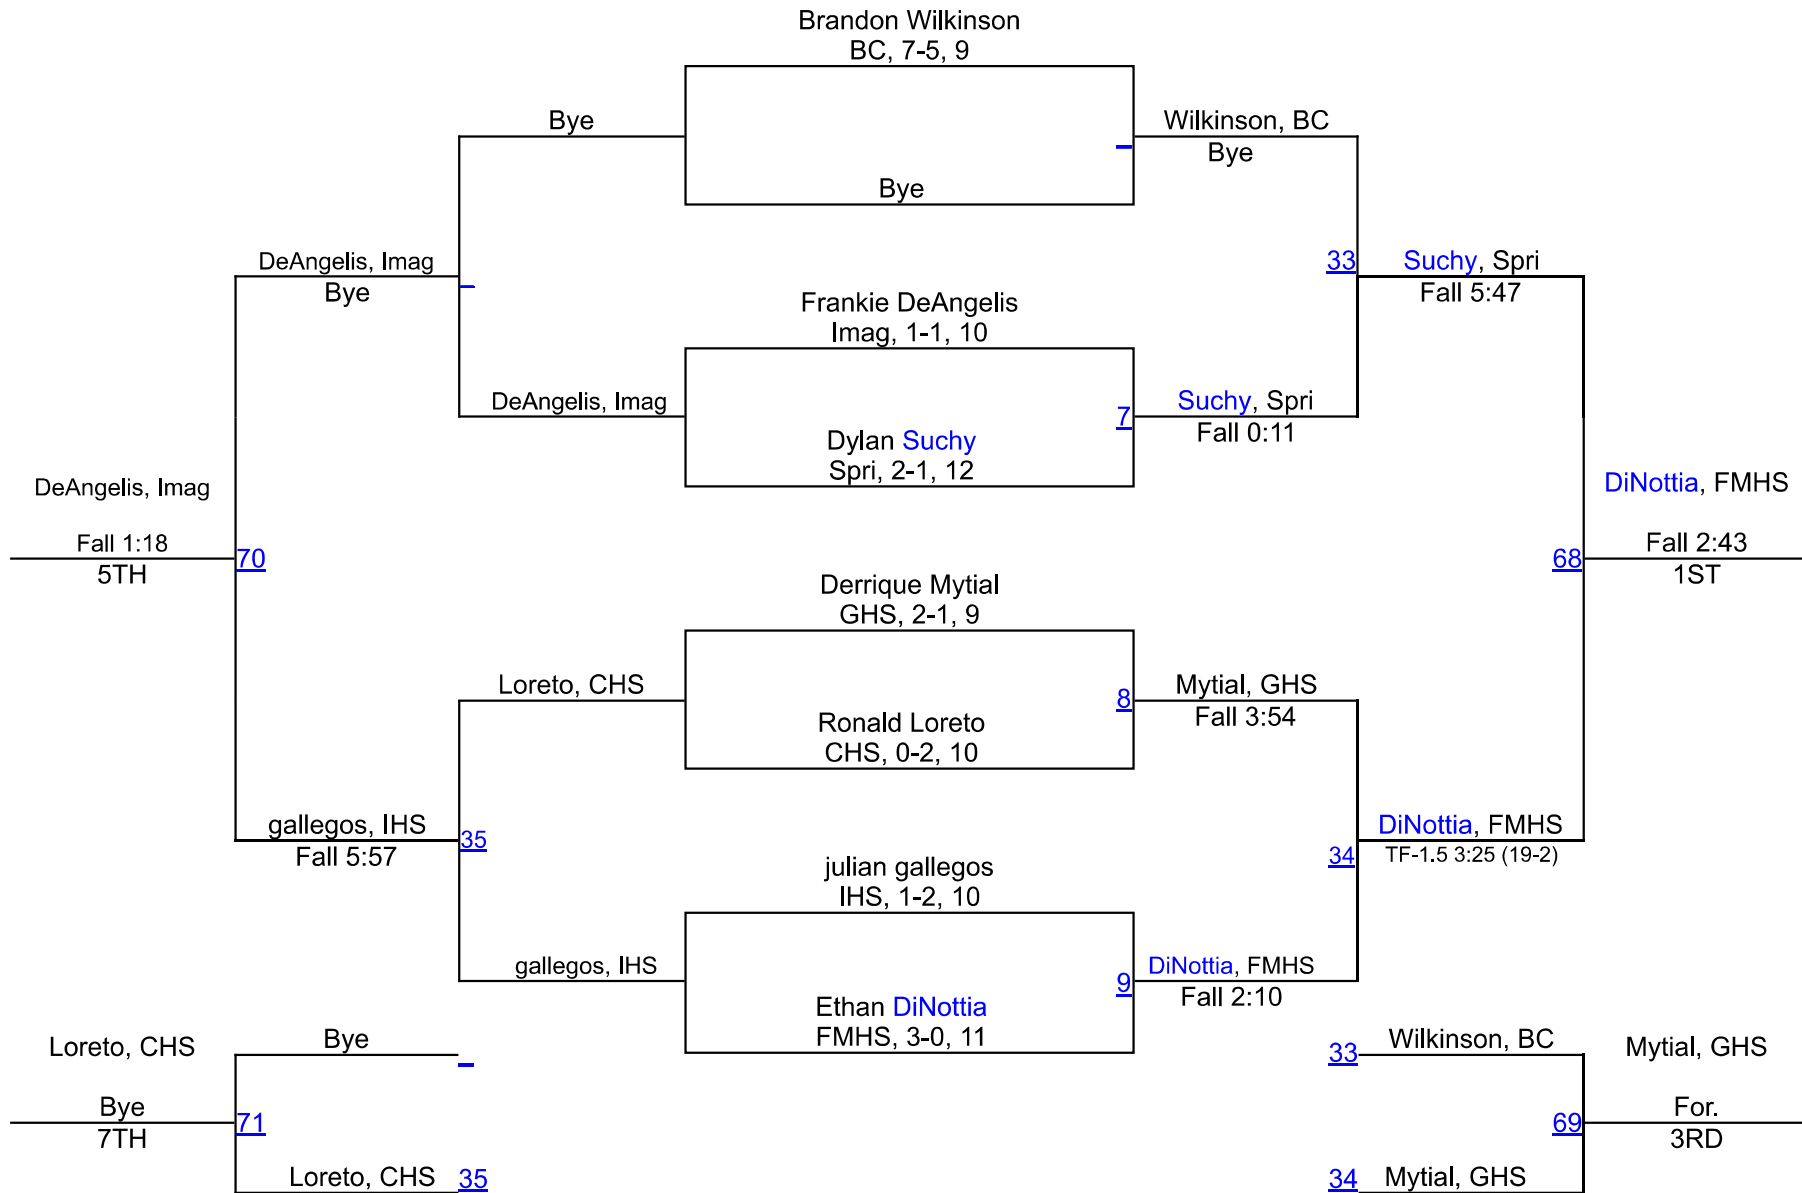 Brandon Wilkinson
BC, 7-5, 9
Bye
Wilkinson, BC
Bye
Bye
DeAngelis, Imag
Bye
33
Suchy, Spri
Fall 5:47
Frankie DeAngelis
Imag, 1-1, 10
DeAngelis, Imag
7
Suchy, Spri
Fall 0:11
Dylan Suchy
Spri, 2-1, 12
DeAngelis, Imag
Fall 1:18
5TH
70
DiNottia, FMHS
Fall 2:43
1ST
68
Derrique Mytial
GHS, 2-1, 9
Loreto, CHS
8
Mytial, GHS
Fall 3:54
Ronald Loreto
CHS, 0-2, 10
gallegos, IHS
Fall 5:57
35
DiNottia, FMHS
TF-1.5 3:25 (19-2)
34
julian gallegos
IHS, 1-2, 10
gallegos, IHS
9
DiNottia, FMHS
Fall 2:10
Ethan DiNottia
FMHS, 3-0, 11
Loreto, CHS
Bye
7TH
Bye
71
Loreto, CHS
35
33
Wilkinson, BC
Mytial, GHS
For.
3RD
69
34
Mytial, GHS